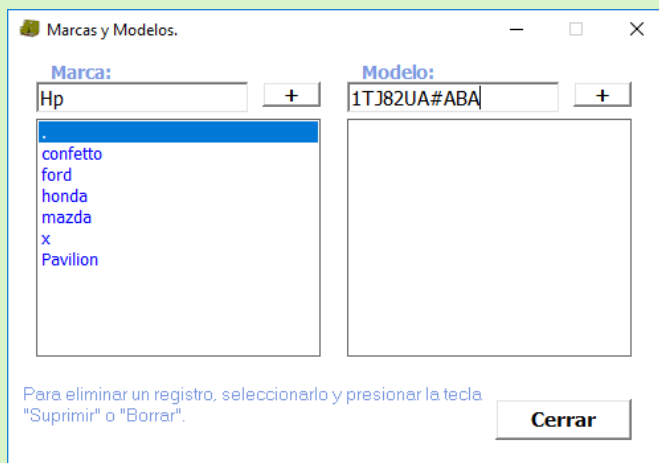 Marcas y Modelos.
Marca:
Modelo:
Hp
+
1TJ82UA#ABA
+
.
confetto
ford
honda
mazda
x
Pavilion
Para eliminar un registro, seleccionarlo y presionar la tecla
"Suprimir" o "Borrar".
Cerrar